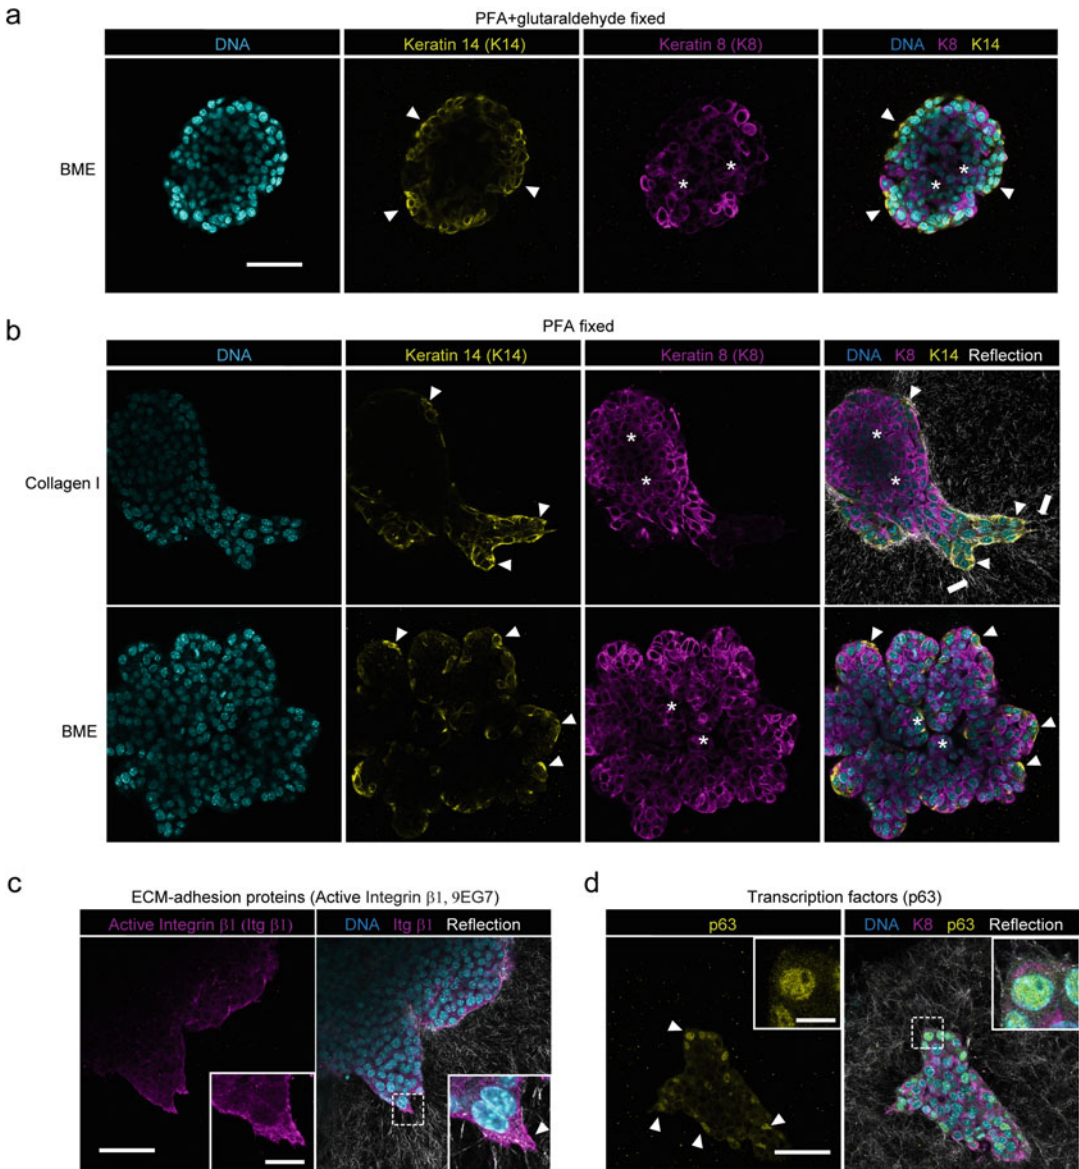 a
PFA+glutaraldehyde fixed
DNA
Keratin 14 (K14)
Keratin 8 (K8)
DNA K8 K14
BME
* *
* *
b
PFA fixed
DNA
Keratin 14 (K14)
Keratin 8 (K8)
DNA K8 K14 Reflection
Collagen I
* *
* *
BME
* *
* *
c
ECM-adhesion proteins (Active Integrin β1, 9EG7)
Active Integrin β1 (Itg β1)
DNA Itg β1 Reflection
d
Transcription factors (p63)
p63
DNA K8 p63 Reflection